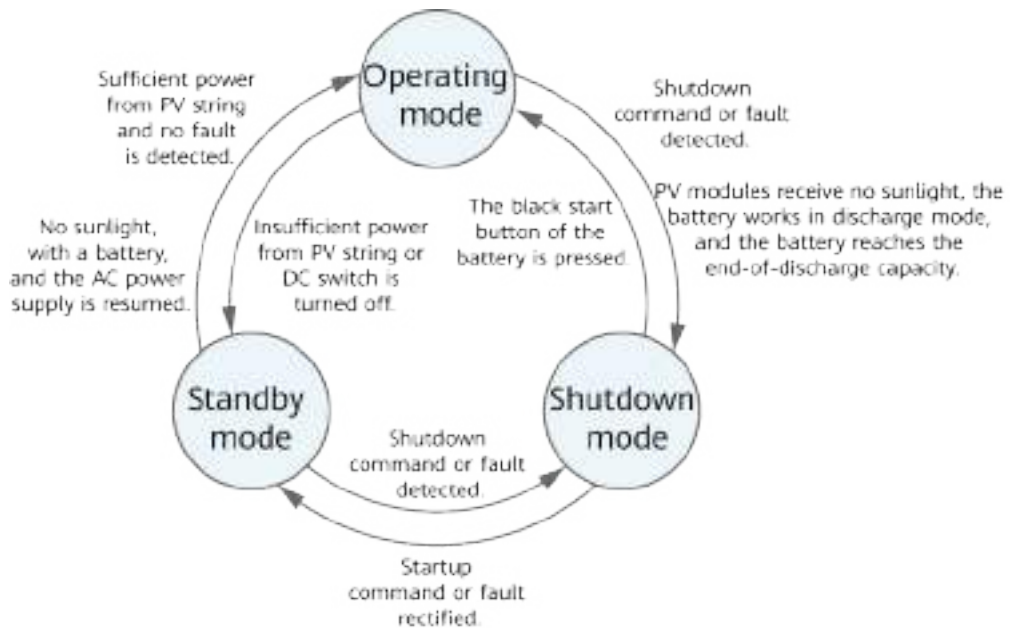 Operating
mode
Sufficient power
from PV string
and no fault
is detected.
Shutdown
command or fault
detected.
No sunlight,
with a battery,
and the AC power
supply is resumed.
Insufficient power
from PV string or
DC switch is
turned off.
The black start
button of the
battery is pressed.
PV modules receive no sunlight, the
battery works in discharge mode,
and the battery reaches the
end-of-discharge capacity.
Standby
mode
Shutdown
mode
Shutdown
command or fault
detected.
Startup
command or fault
rectified.